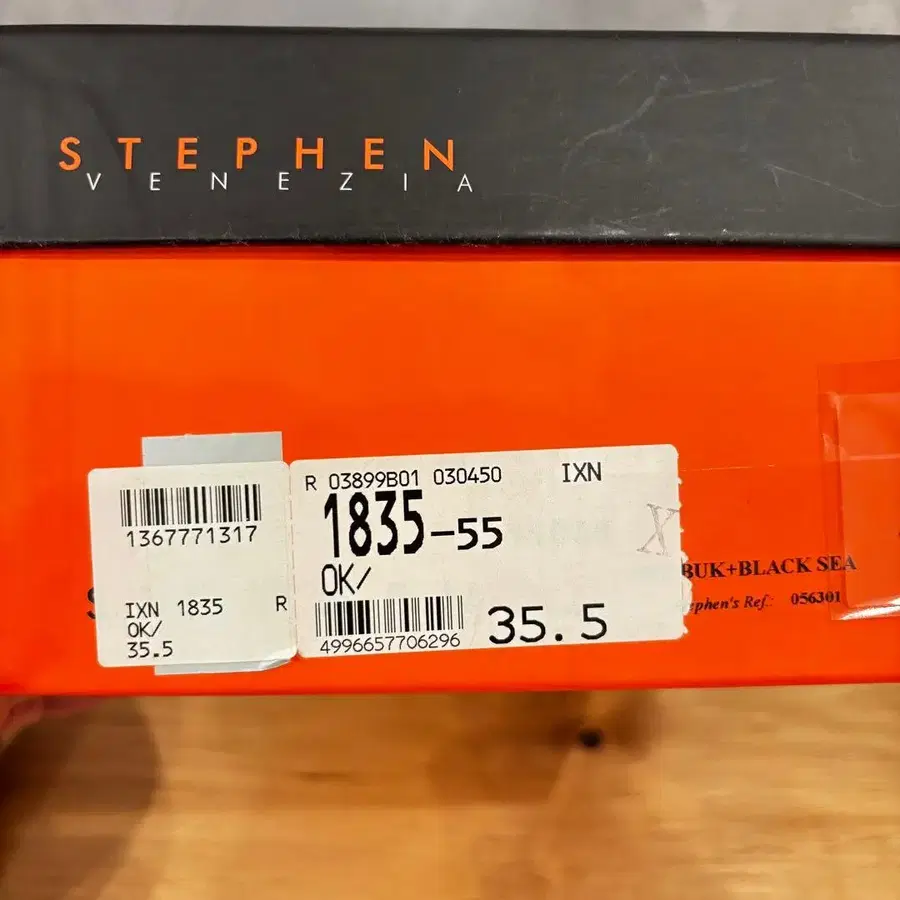 STEPHEN
VENEZIA
1367771317
IXN 1835 R
OK/
35.5
R 03899B01 030450 IXN
1835-55
OK/
4996657706296 35.5
X
BUK+BLACK SEA
ephen's Ref.: 056301